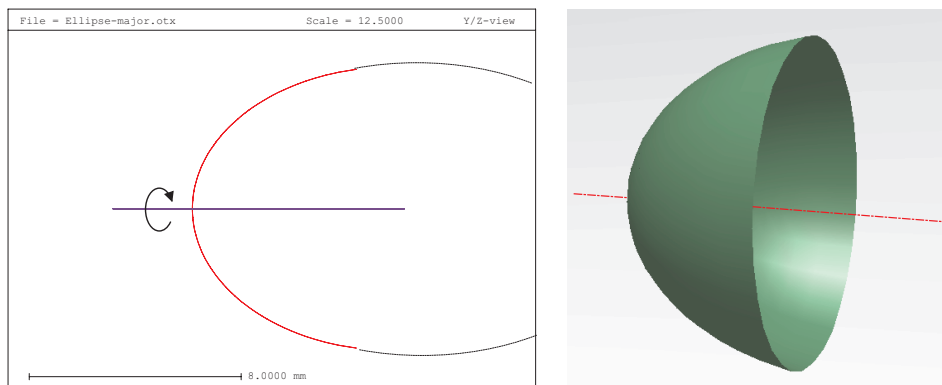 File = Ellipse-major.otx Scale = 12.5000 Y/Z-view
8.0000 mm